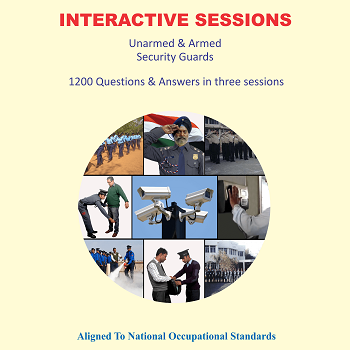 INTERACTIVE SESSIONS
Unarmed & Armed
Security Guards
1200 Questions & Answers in three sessions
Aligned To National Occupational Standards